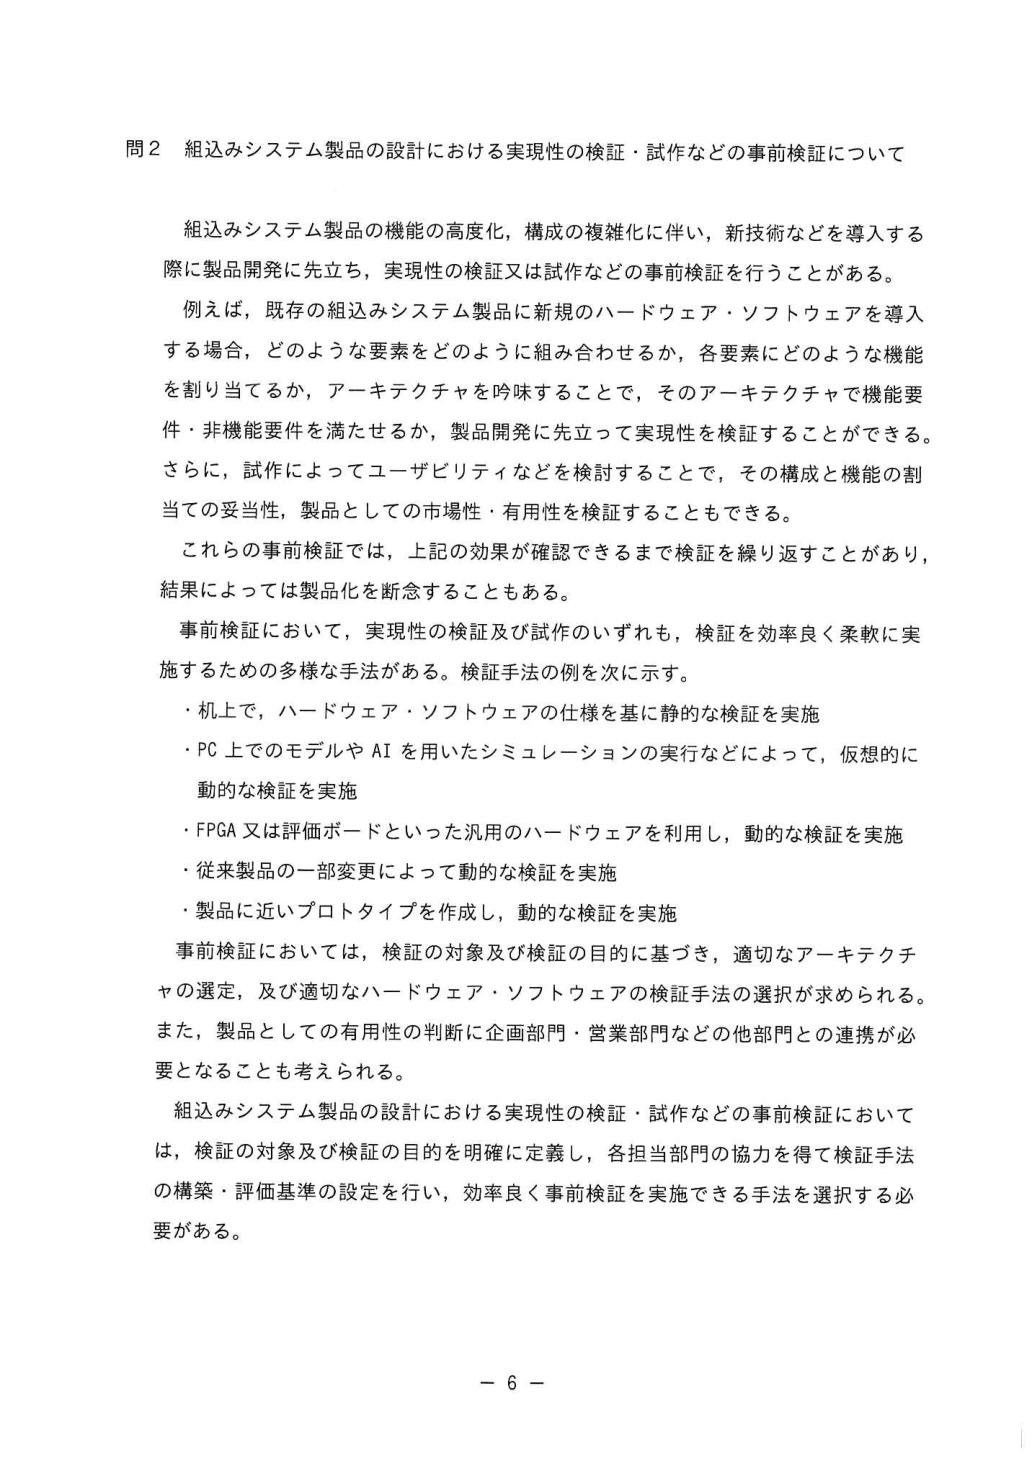 問２　組込みシステム製品の設計における実現性の検証・試作などの事前検証について
組込みシステム製品の機能の高度化，構成の複雑化に伴い，新技術などを導入する
際に製品開発に先立ち，実現性の検証又は試作などの事前検証を行うことがある。
例えば，既存の組込みシステム製品に新規のハードウェア・ソフトウェアを導入
する場合，どのような要素をどのように組み合わせるか，各要素にどのような機能
を割り当てるか，アーキテクチャを吟味することで，そのアーキテクチャで機能要
件・非機能要件を満たせるか，製品開発に先立って実現性を検証することができる。
さらに，試作によってユーザビリティなどを検討することで，その構成と機能の割
当ての妥当性，製品としての市場性・有用性を検証することもできる。
これらの事前検証では，上記の効果が確認できるまで検証を繰り返すことがあり，
結果によっては製品化を断念することもある。
事前検証において，実現性の検証及び試作のいずれも，検証を効率良く柔軟に実
施するための多様な手法がある。検証手法の例を次に示す。
・机上で，ハードウェア・ソフトウェアの仕様を基に静的な検証を実施
・PC 上でのモデルや AI を用いたシミュレーションの実行などによって，仮想的に
動的な検証を実施
・FPGA 又は評価ボードといった汎用のハードウェアを利用し，動的な検証を実施
・従来製品の一部変更によって動的な検証を実施
・製品に近いプロトタイプを作成し，動的な検証を実施
事前検証においては，検証の対象及び検証の目的に基づき，適切なアーキテクチ
ャの選定，及び適切なハードウェア・ソフトウェアの検証手法の選択が求められる。
また，製品としての有用性の判断に企画部門・営業部門などの他部門との連携が必
要となることも考えられる。
組込みシステム製品の設計における実現性の検証・試作などの事前検証において
は，検証の対象及び検証の目的を明確に定義し，各担当部門の協力を得て検証手法
の構築・評価基準の設定を行い，効率良く事前検証を実施できる手法を選択する必
要がある。
－ 6 －